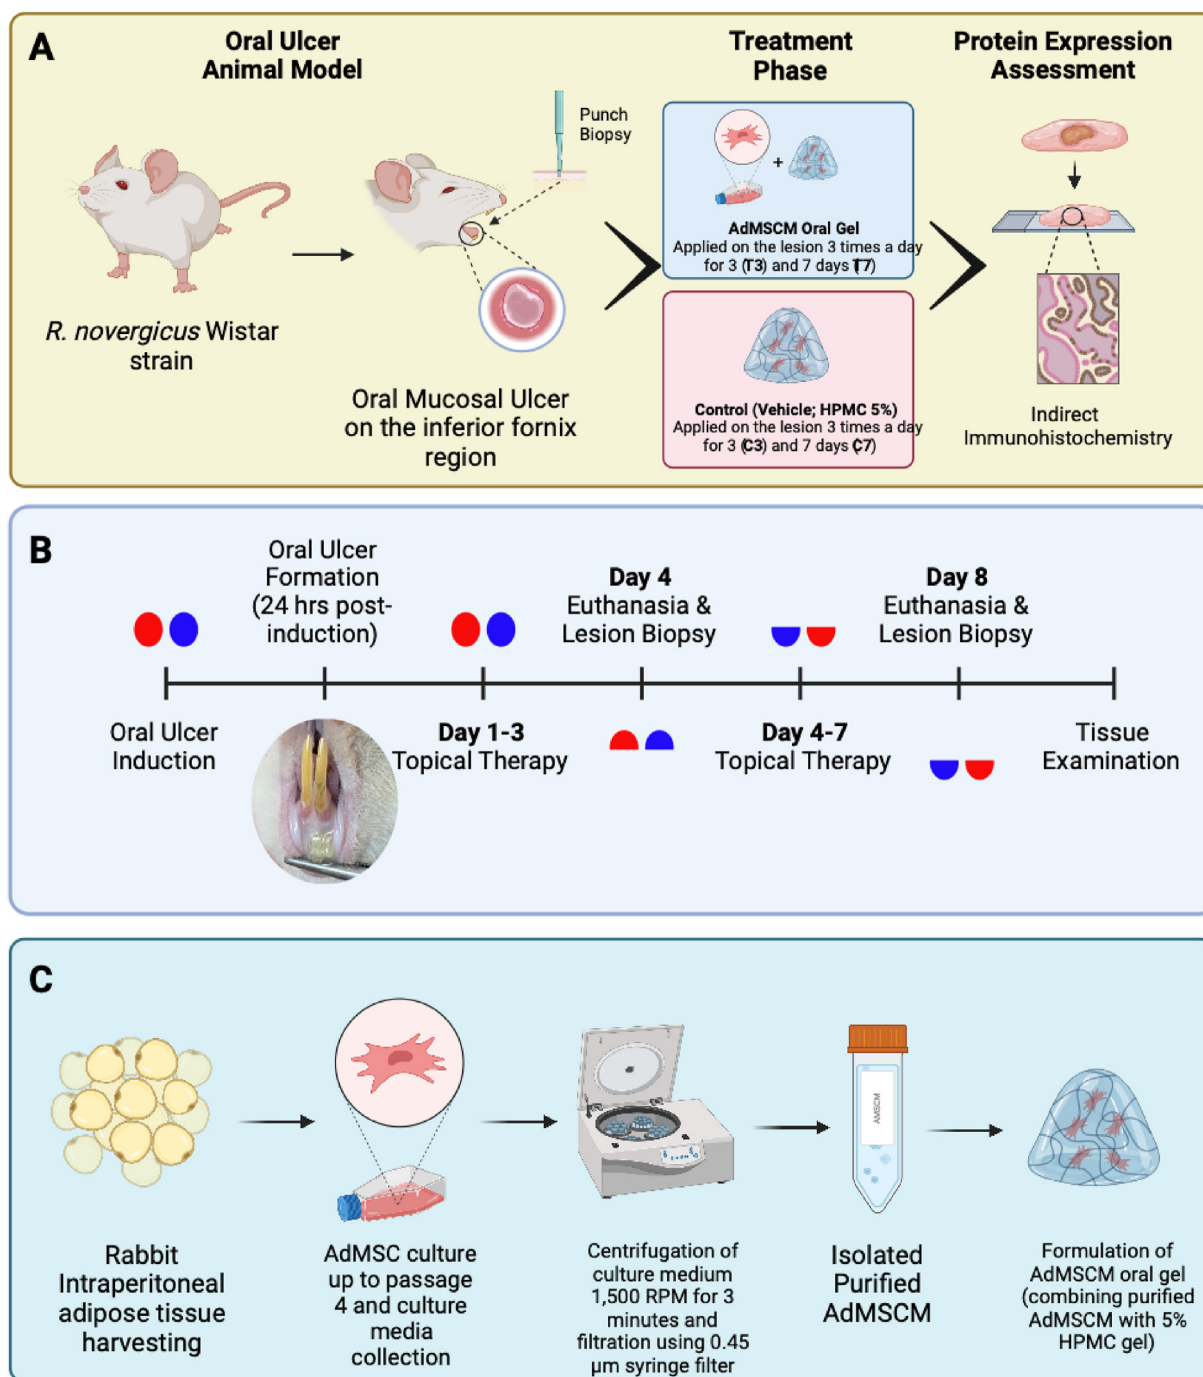 A
Oral Ulcer
Animal Model
Punch
Biopsy
R. novergicus Wistar
strain
Oral Mucosal Ulcer
on the inferior fornix
region
Treatment
Phase
+
AdMSCM Oral Gel
Applied on the lesion 3 times a day
for 3 (T3) and 7 days (T7)
Control (Vehicle; HPMC 5%)
Applied on the lesion 3 times a day
for 3 (C3) and 7 days (C7)
Protein Expression
Assessment
Indirect
Immunohistochemistry
B
Oral Ulcer
Induction
Oral Ulcer
Formation
(24 hrs post-
induction)
Day 1-3
Topical Therapy
Day 4
Euthanasia &
Lesion Biopsy
Day 4-7
Topical Therapy
Day 8
Euthanasia &
Lesion Biopsy
Tissue
Examination
C
Rabbit
Intraperitoneal
adipose tissue
harvesting
AdMSC culture
up to passage
4 and culture
media
collection
Centrifugation of
culture medium
1,500 RPM for 3
minutes and
filtration using 0.45
µm syringe filter
AMSCM
Isolated
Purified
AdMSCM
Formulation of
AdMSCM oral gel
(combining purified
AdMSCM with 5%
HPMC gel)